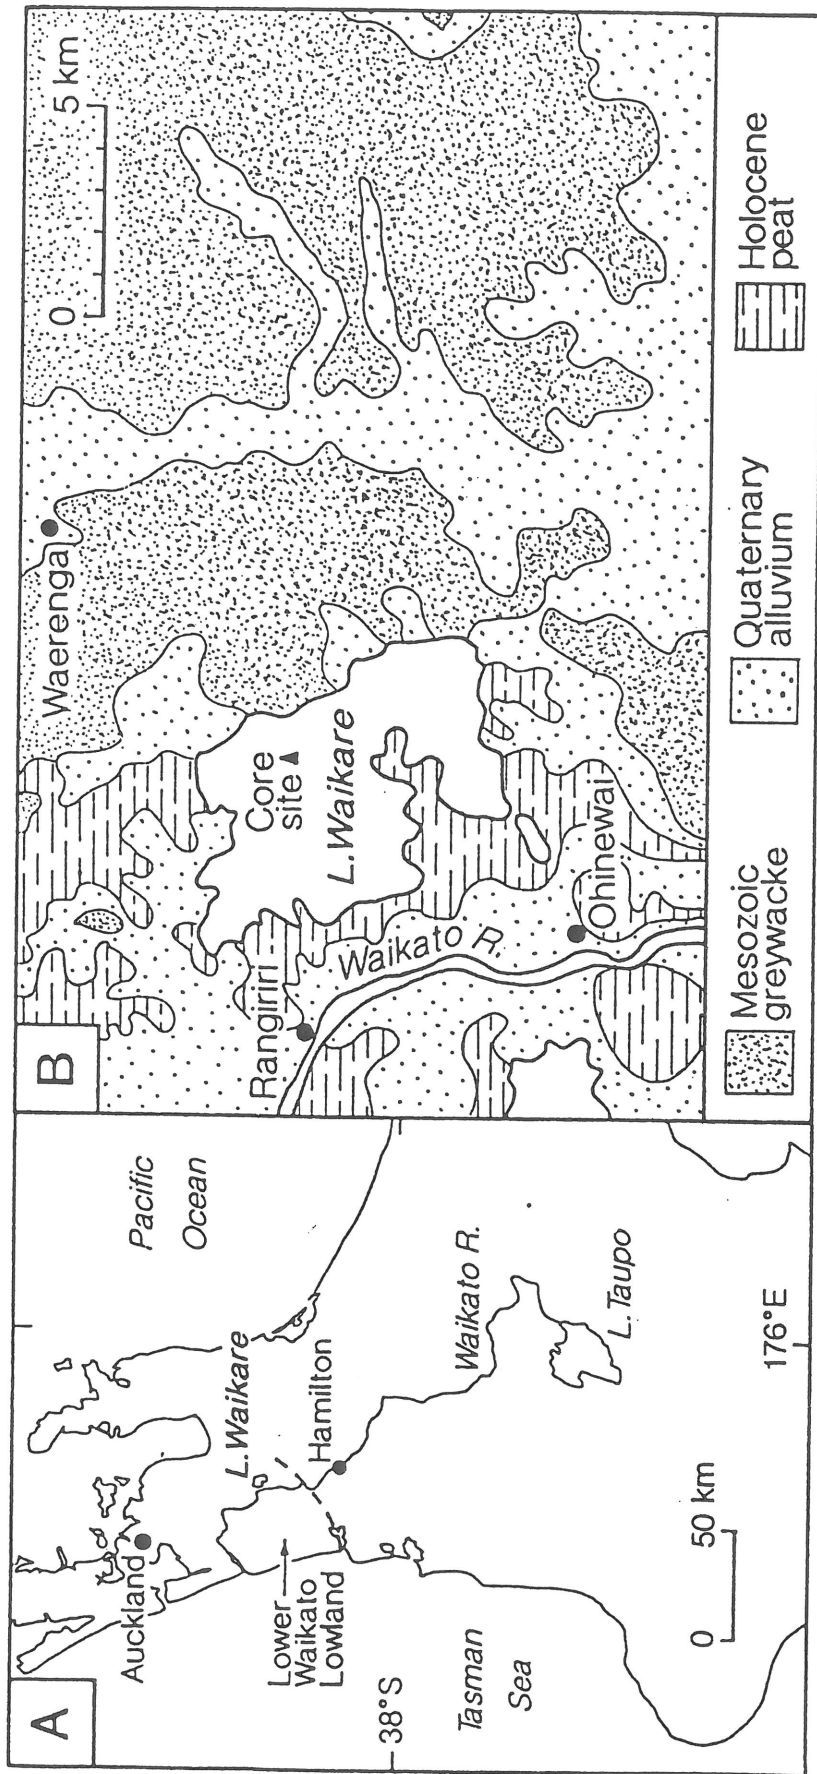 A
Pacific
Ocean
Auckland
L.Waikare
Hamilton
Lower
Waikato
Lowland
38°S
Waikato R.
L.Taupo
Tasman
Sea
0 50 km
176°E
B
Waerenga
0 5 km
Core
site
L.Waikare
Rangiriri
Waikato R.
Ohinewai
Mesozoic
greywacke
Quaternary
alluvium
Holocene
peat